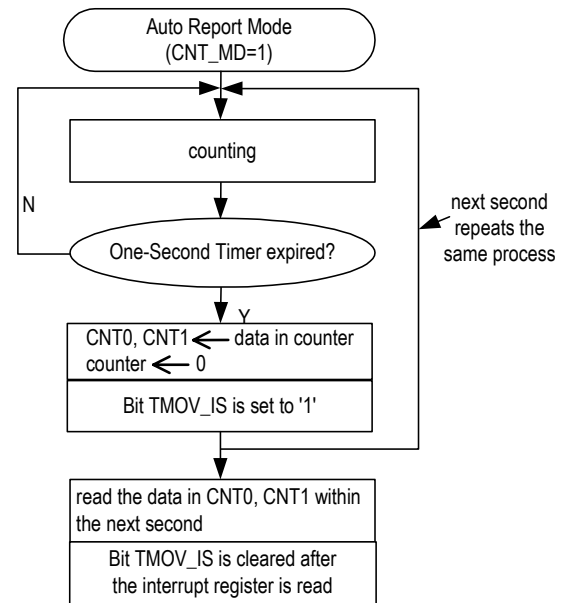 Auto Report Mode
(CNT_MD=1)
counting
N
next second
repeats the
same process
One-Second Timer expired?
Y
CNT0, CNT1 ← data in counter
counter ← 0
Bit TMOV_IS is set to '1'
read the data in CNT0, CNT1 within
the next second
Bit TMOV_IS is cleared after
the interrupt register is read